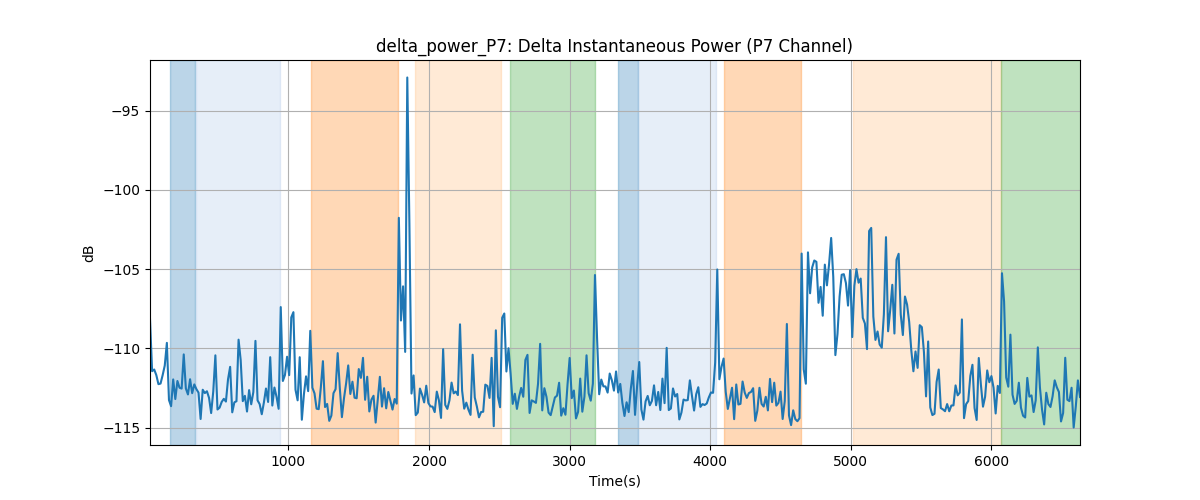 delta_power_P7: Delta Instantaneous Power (P7 Channel)
dB
−95
−100
−105
−110
−115
1000 2000 3000 4000 5000 6000
Time(s)